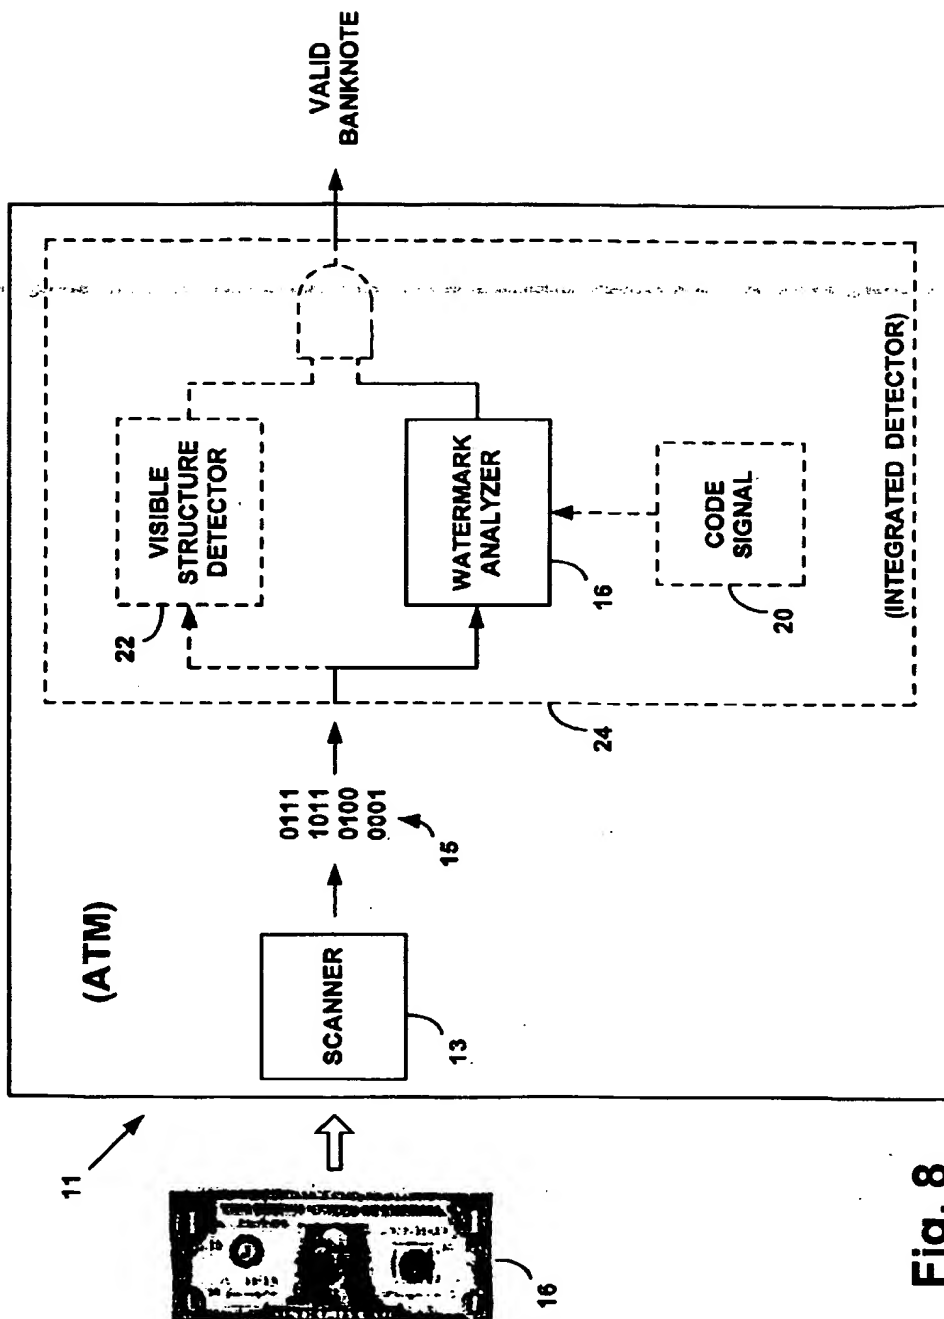 11
(ATM)
16
SCANNER
13
0111
1011
0100
0001
15
24
22
VISIBLE
STRUCTURE
DETECTOR
WATERMARK
ANALYZER
16
CODE
SIGNAL
20
(INTEGRATED DETECTOR)
VALID
BANKNOTE
Fig. 8